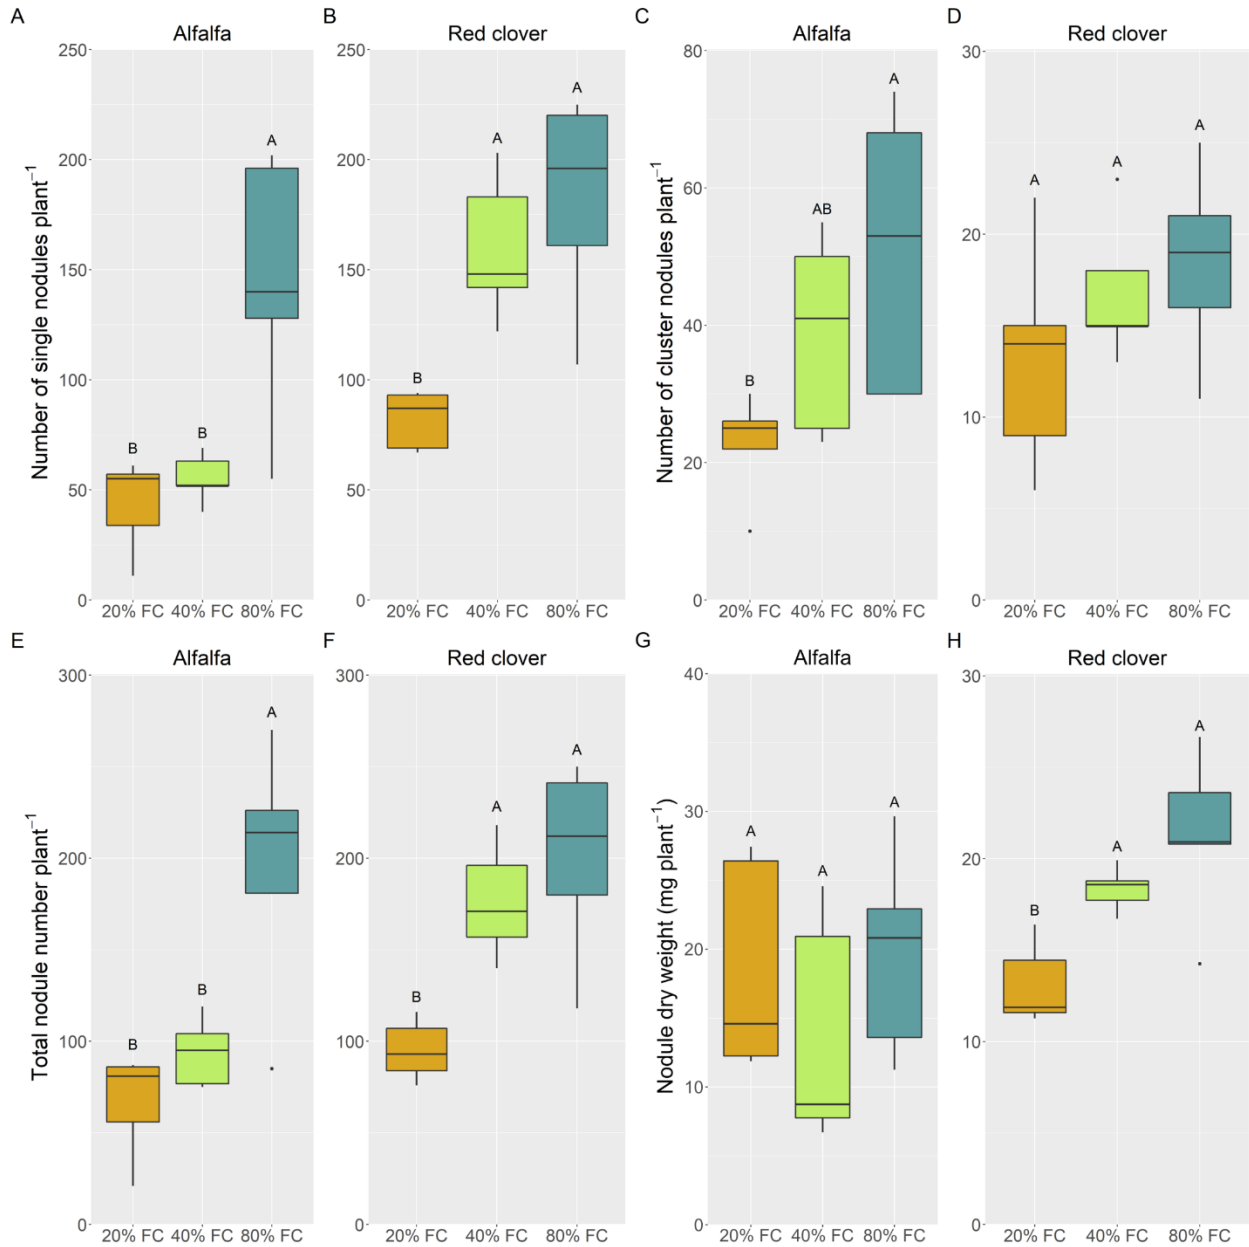 A
Alfalfa
Number of single nodules plant⁻¹
250
200
150
100
50
0
B
B
A
20% FC 40% FC 80% FC
B
Red clover
250
200
150
100
50
0
B
A
A
20% FC 40% FC 80% FC
C
Alfalfa
Number of cluster nodules plant⁻¹
80
60
40
20
0
B
AB
A
20% FC 40% FC 80% FC
D
Red clover
30
20
10
0
A
A
A
20% FC 40% FC 80% FC
E
Alfalfa
Total nodule number plant⁻¹
300
200
100
0
B
B
A
20% FC 40% FC 80% FC
F
Red clover
300
200
100
0
B
A
A
20% FC 40% FC 80% FC
G
Alfalfa
Nodule dry weight (mg plant⁻¹)
40
30
20
10
0
A
A
A
20% FC 40% FC 80% FC
H
Red clover
30
20
10
0
B
A
A
20% FC 40% FC 80% FC